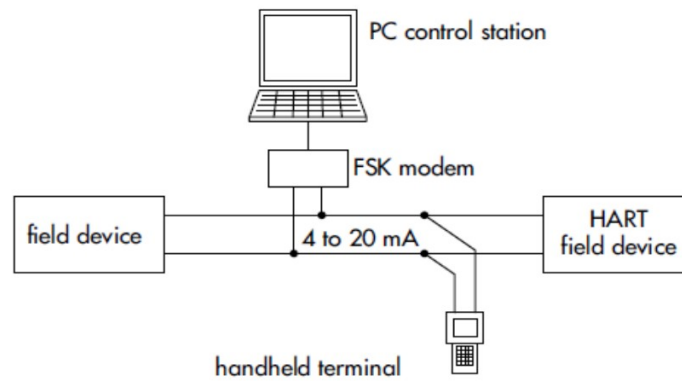 PC control station
FSK modem
field device
4 to 20 mA
HART
field device
handheld terminal